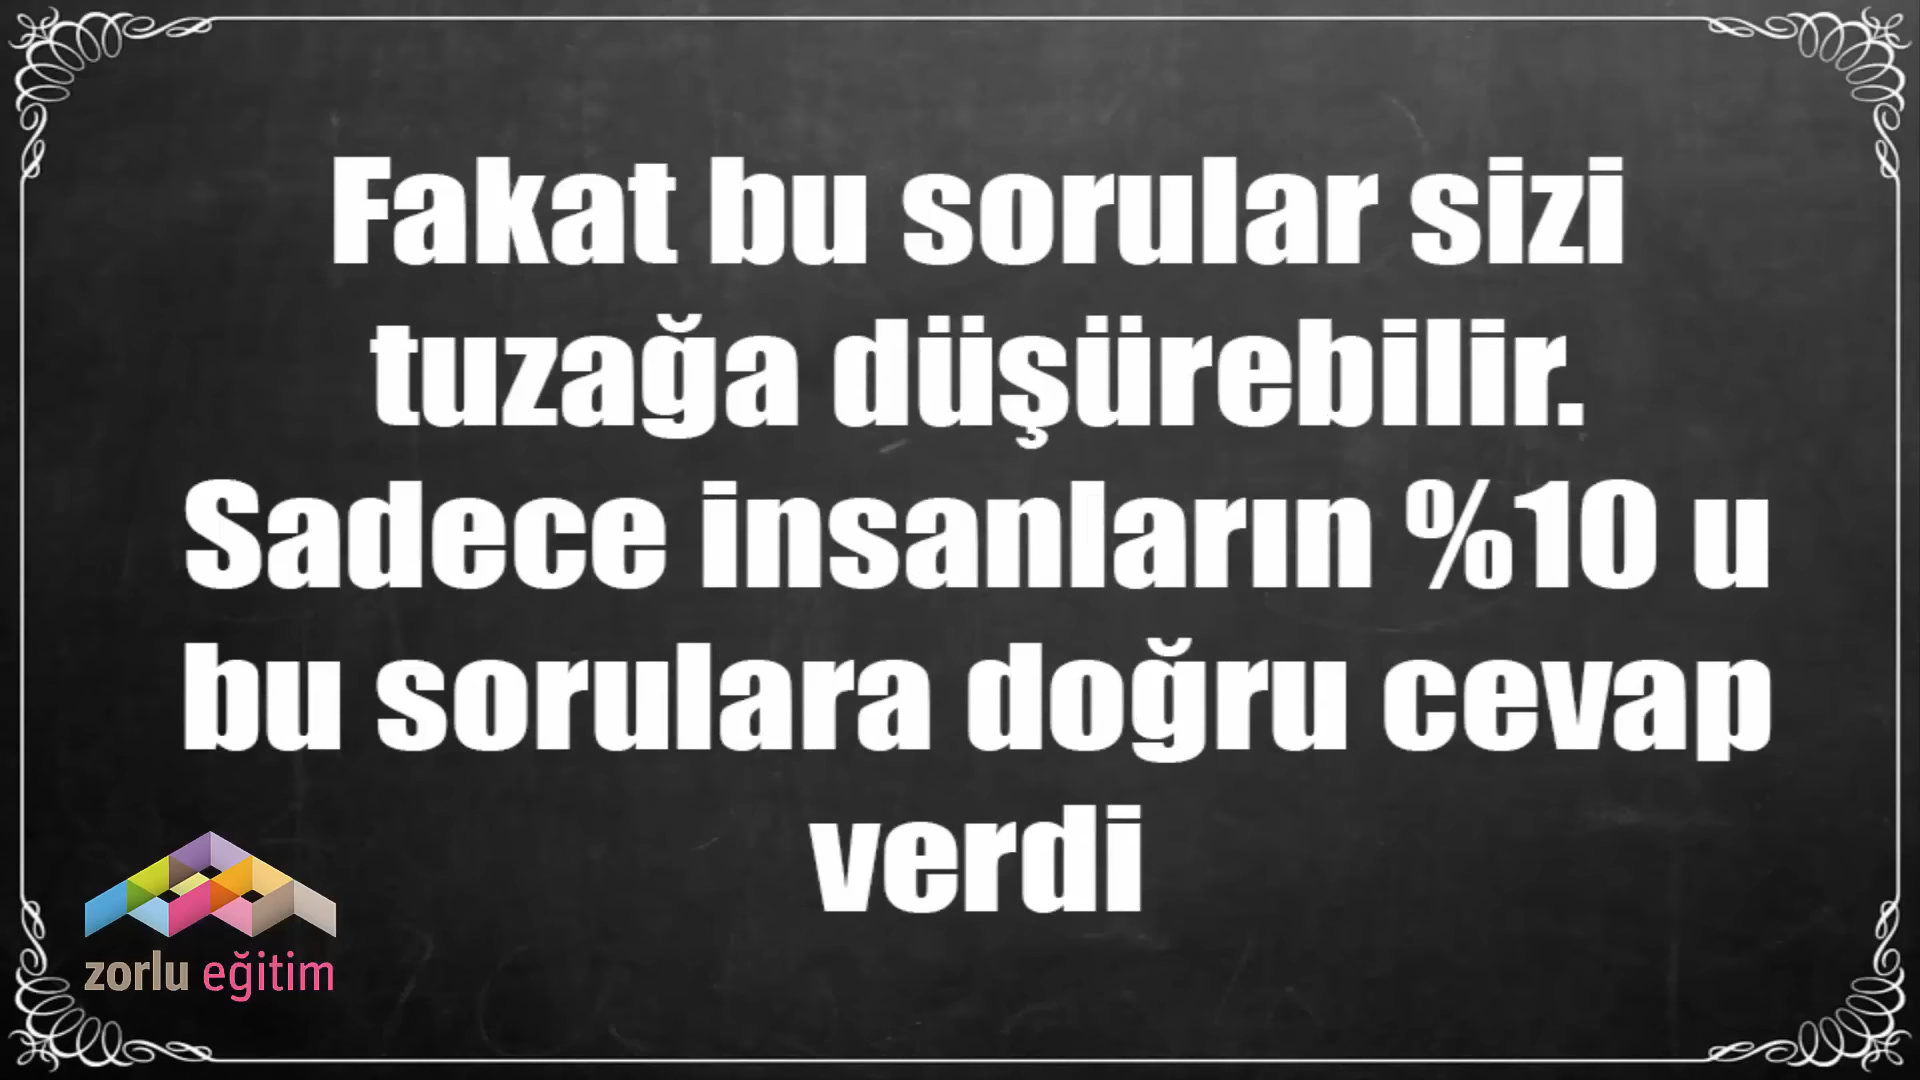 Fakat bu sorular sizi
tuzağa düşürebilir.
Sadece insanların %10 u
bu sorulara doğru cevap
verdi
zorlu eğitim